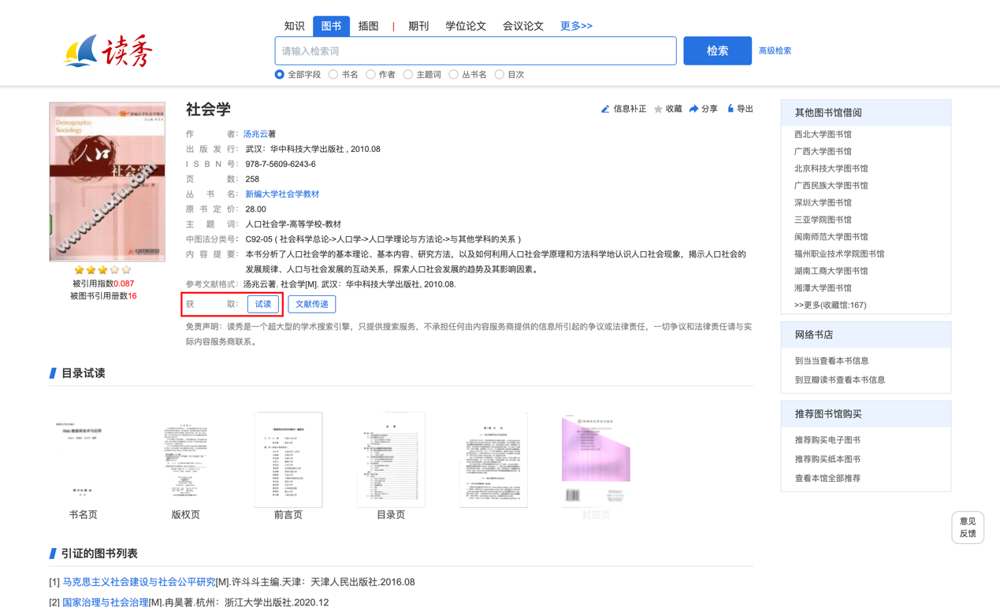 知识 图书 插图 | 期刊 学位论文 会议论文 更多>>
读秀
请输入检索词 检索 高级检索
全部字段 书名 作者 主题词 丛书名 目次
新编大学社会学教材
Demographic
Sociology
人口
社会学
www.duxiu.com
被引用指数0.087
被图书引用册数16
社会学
信息补正 收藏 分享 导出
作者：汤兆云著
出版发行：武汉：华中科技大学出版社 , 2010.08
ISBN号：978-7-5609-6243-6
页数：258
丛书名：新编大学社会学教材
原书定价：28.00
主题词：人口社会学-高等学校-教材
中图法分类号：C92-05 ( 社会科学总论->人口学->人口学理论与方法论->与其他学科的关系 )
内容提要：本书分析了人口社会学的基本理论、基本内容、研究方法，以及如何利用人口社会学原理和方法科学地认识人口社会现象，揭示人口社会的
发展规律、人口与社会发展的互动关系，探索人口社会发展的趋势及其影响因素。
参考文献格式：汤兆云著. 社会学[M]. 武汉：华中科技大学出版社, 2010.08.
获取：试读 文献传递
免责声明：读秀是一个超大型的学术搜索引擎，只提供搜索服务，不承担任何由内容服务商提供的信息所引起的争议或法律责任，一切争议和法律责任请与实
际内容服务商联系。
目录试读
书名页 版权页 前言页 目录页 封底页
引证的图书列表
[1] 马克思主义社会建设与社会公平研究[M].许斗斗主编.天津：天津人民出版社.2016.08
[2] 国家治理与社会治理[M].冉昊著.杭州：浙江大学出版社.2020.12
其他图书馆借阅
西北大学图书馆
广西大学图书馆
北京科技大学图书馆
广西民族大学图书馆
深圳大学图书馆
三亚学院图书馆
闽南师范大学图书馆
福州职业技术学院图书馆
湖南工商大学图书馆
湘潭大学图书馆
>>更多(收藏馆:167)
网络书店
到当当查看本书信息
到豆瓣读书查看本书信息
推荐图书馆购买
推荐购买电子图书
推荐购买纸本图书
查看本馆全部推荐
意见
反馈